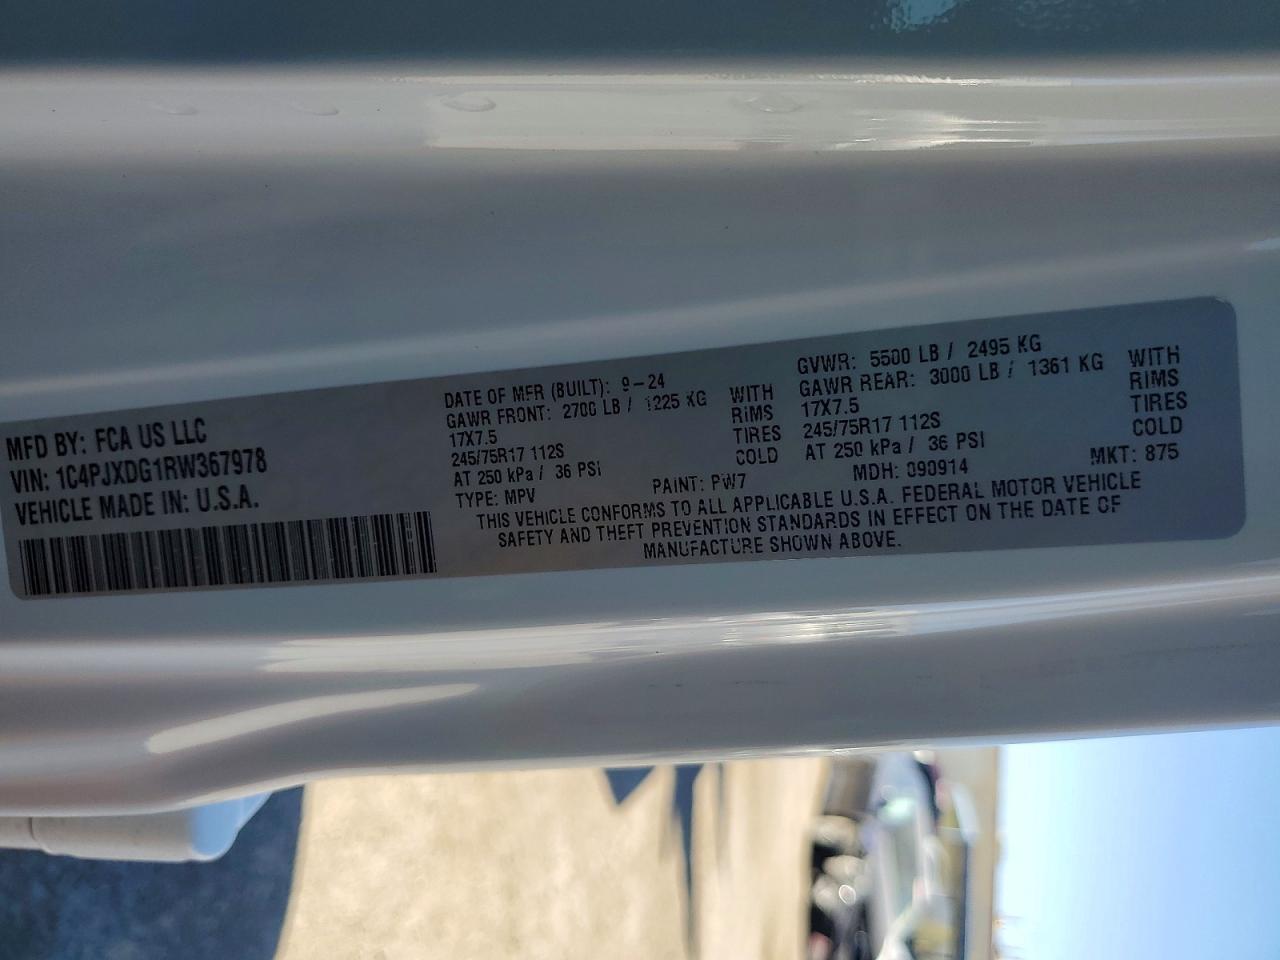 MFD BY: FCA US LLC
VIN: 1C4PJXDG1RW367978
VEHICLE MADE IN: U.S.A.
DATE OF MFR (BUILT): 9-24
GAWR FRONT: 2700 LB / 1225 KG WITH
17X7.5 RIMS
245/75R17 112S TIRES
AT 250 kPa / 36 PSI COLD
TYPE: MPV
PAINT: PW7
GVWR: 5500 LB / 2495 KG
GAWR REAR: 3000 LB / 1361 KG WITH
17X7.5 RIMS
245/75R17 112S TIRES
AT 250 kPa / 36 PSI COLD
MDH: 090914 MKT: 875
THIS VEHICLE CONFORMS TO ALL APPLICABLE U.S.A. FEDERAL MOTOR VEHICLE
SAFETY AND THEFT PREVENTION STANDARDS IN EFFECT ON THE DATE OF
MANUFACTURE SHOWN ABOVE.